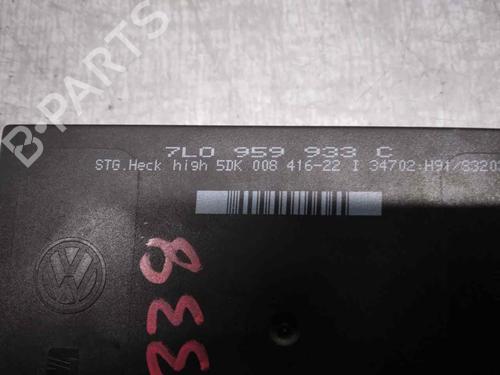 B-PARTS
7L0 959 933 C
STG.Heck high 5DK 008 416-22 I 34702:H91/8320
338